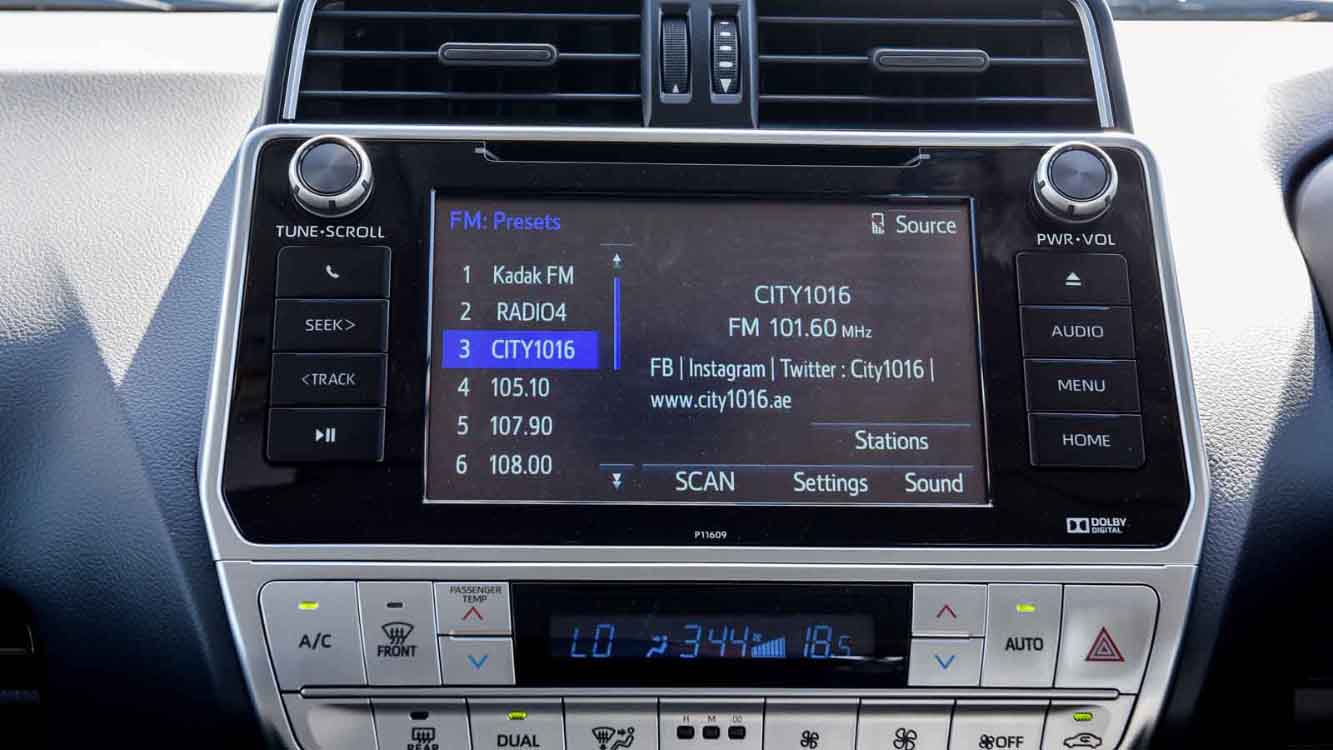 TUNE•SCROLL
SEEK>
<TRACK
FM: Presets
Source
1 Kadak FM
2 RADIO4
3 CITY1016
4 105.10
5 107.90
6 108.00
CITY1016
FM 101.60 MHz
FB | Instagram | Twitter : City1016 |
www.city1016.ae
Stations
SCAN Settings Sound
PWR•VOL
AUDIO
MENU
HOME
DOLBY
DIGITAL
P11609
A/C
FRONT
PASSENGER
TEMP
LO 3:44 18.5
AUTO
REAR
DUAL
H M :00
OFF